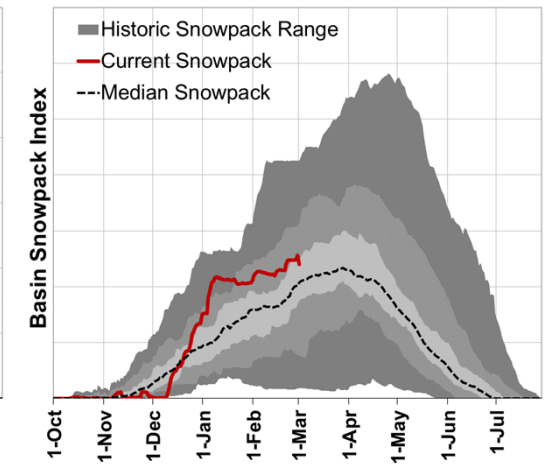 Historic Snowpack Range
Current Snowpack
Median Snowpack
Basin Snowpack Index
1-Oct
1-Nov
1-Dec
1-Jan
1-Feb
1-Mar
1-Apr
1-May
1-Jun
1-Jul